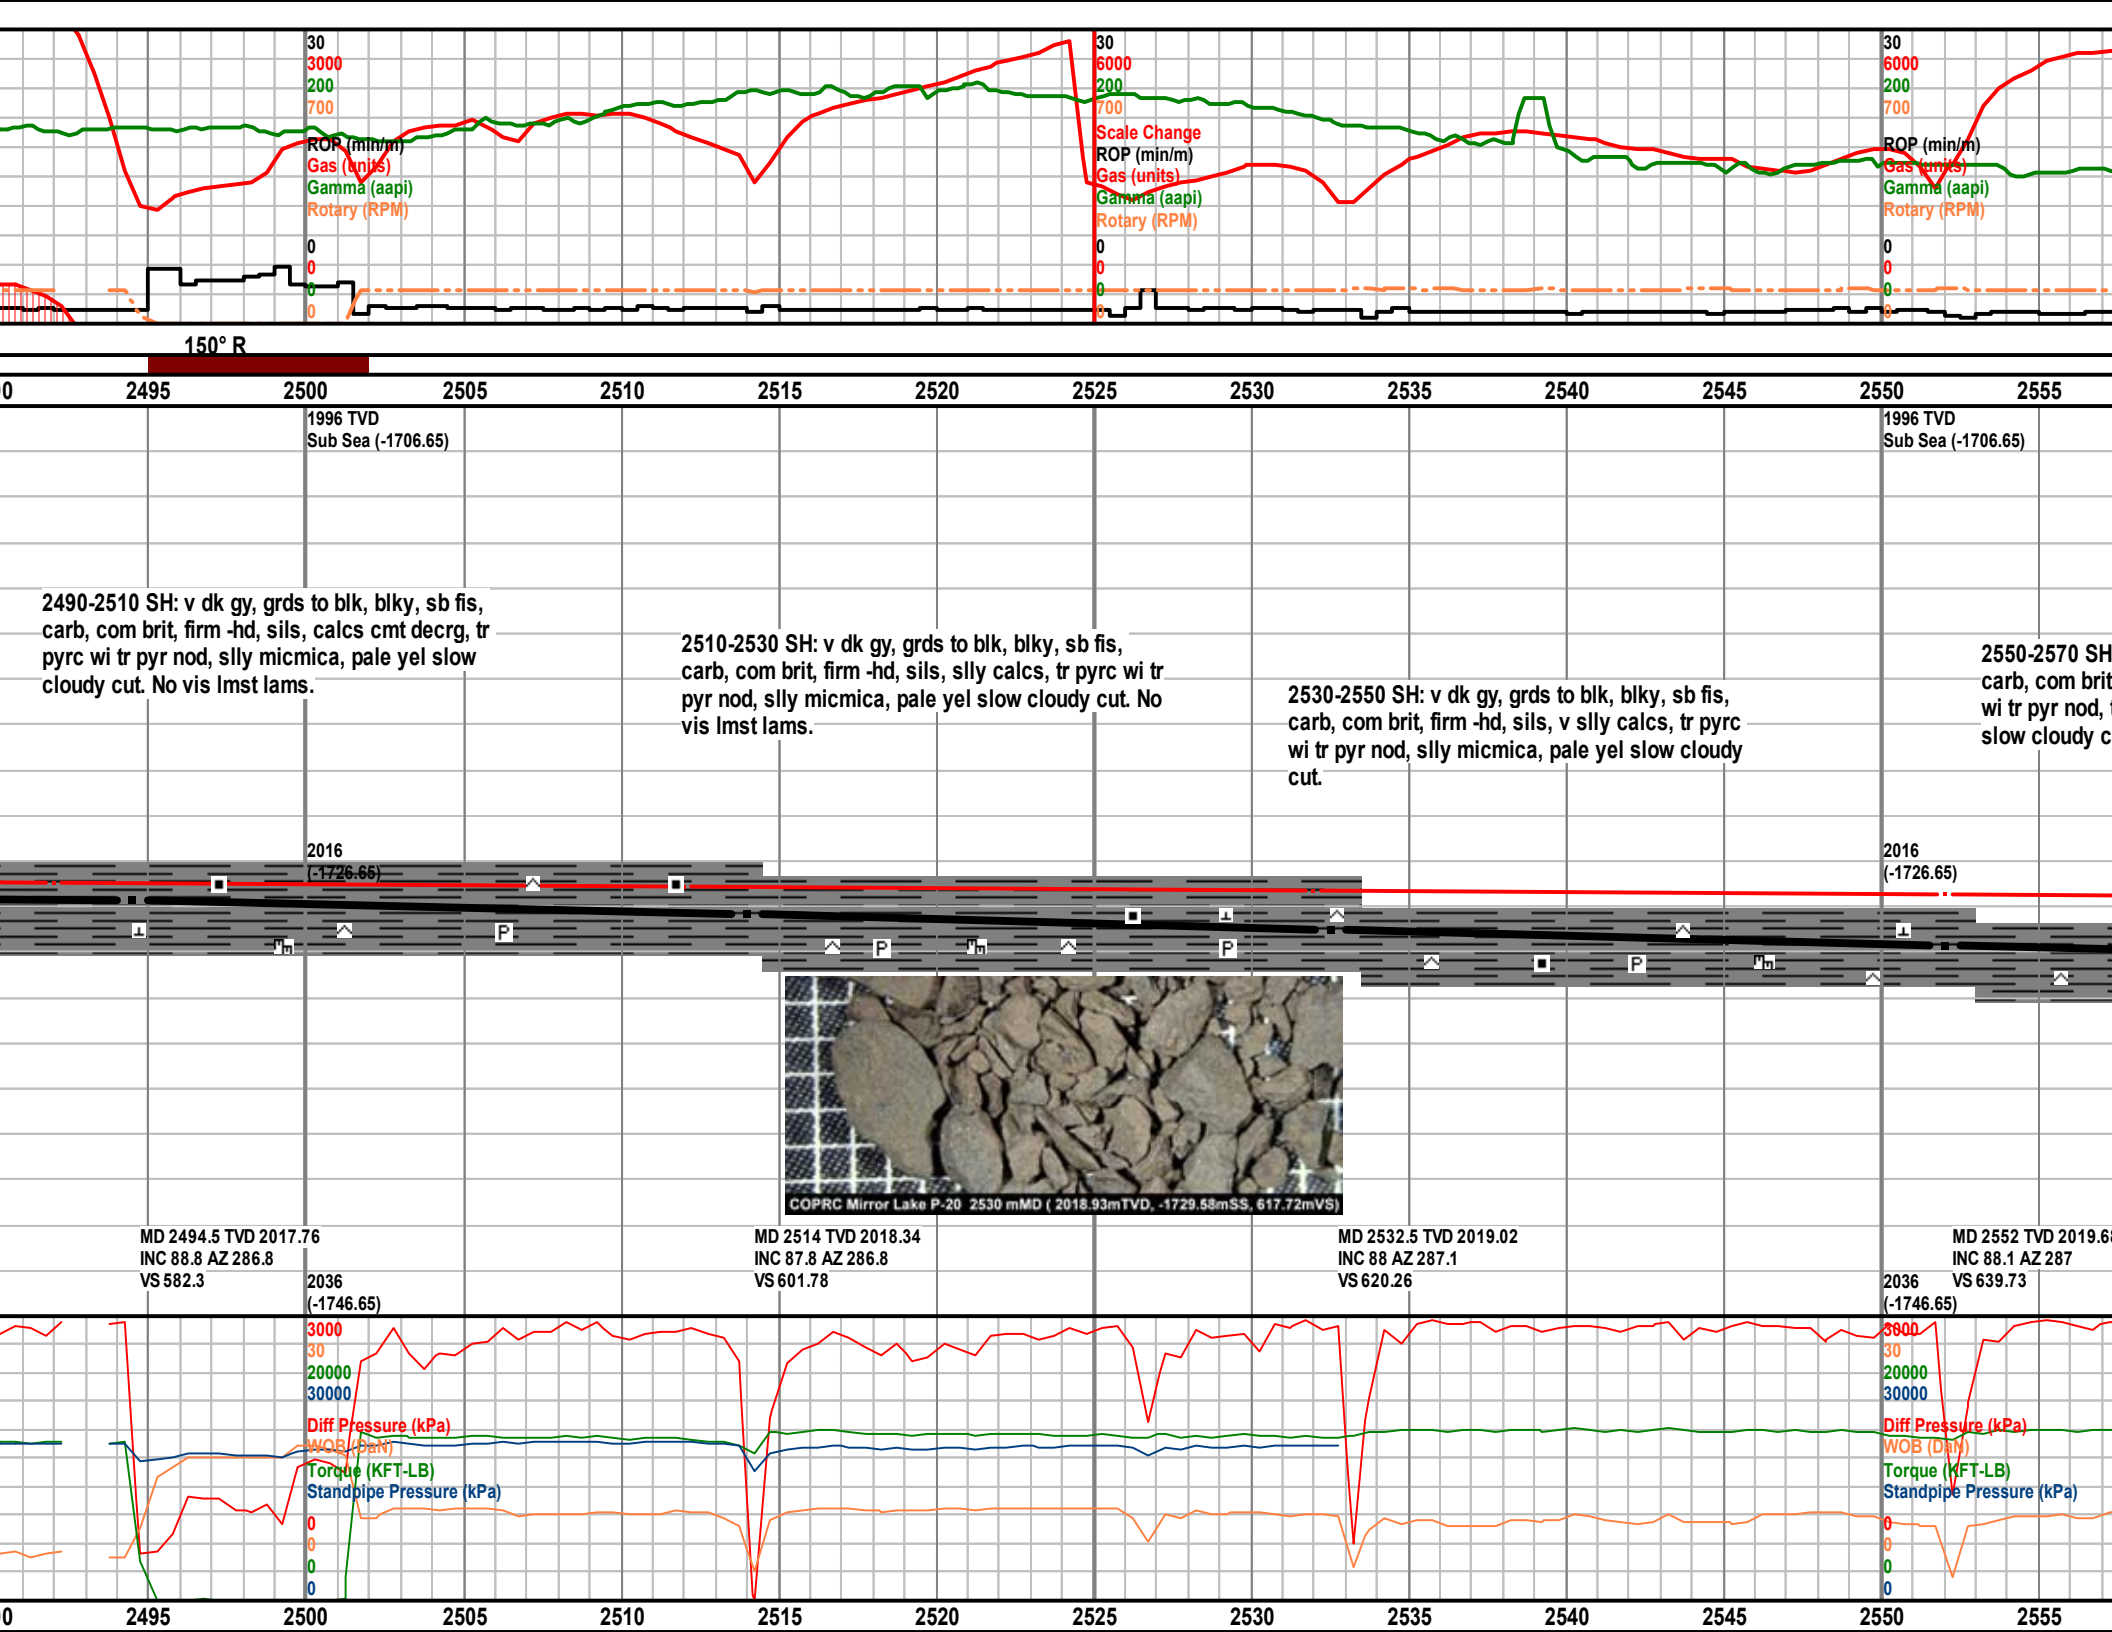 30
3000
200
700
ROP (min/m)
Gas (units)
Gamma (aapi)
Rotary (RPM)
0
0
0
0
30
6000
200
700
Scale Change
ROP (min/m)
Gas (units)
Gamma (aapi)
Rotary (RPM)
0
0
0
0
30
6000
200
700
ROP (min/m)
Gas (units)
Gamma (aapi)
Rotary (RPM)
0
0
0
0
150° R
0 2495 2500 2505 2510 2515 2520 2525 2530 2535 2540 2545 2550 2555
1996 TVD
Sub Sea (-1706.65)
1996 TVD
Sub Sea (-1706.65)
2490-2510 SH: v dk gy, grds to blk, blky, sb fis,
carb, com brit, firm -hd, sils, calcs cmt decrg, tr
pyrc wi tr pyr nod, slly micmica, pale yel slow
cloudy cut. No vis lmst lams.
2510-2530 SH: v dk gy, grds to blk, blky, sb fis,
carb, com brit, firm -hd, sils, slly calcs, tr pyrc wi tr
pyr nod, slly micmica, pale yel slow cloudy cut. No
vis lmst lams.
2530-2550 SH: v dk gy, grds to blk, blky, sb fis,
carb, com brit, firm -hd, sils, v slly calcs, tr pyrc
wi tr pyr nod, slly micmica, pale yel slow cloudy
cut.
2550-2570 SH
carb, com brit
wi tr pyr nod,
slow cloudy c
2016
(-1726.65)
2016
(-1726.65)
P
P
P
P
COPRC Mirror Lake P-20 2530 mMD ( 2018.93mTVD, -1729.58mSS, 617.72mVS)
MD 2494.5 TVD 2017.76
INC 88.8 AZ 286.8
VS 582.3
MD 2514 TVD 2018.34
INC 87.8 AZ 286.8
VS 601.78
MD 2532.5 TVD 2019.02
INC 88 AZ 287.1
VS 620.26
MD 2552 TVD 2019.68
INC 88.1 AZ 287
VS 639.73
2036
(-1746.65)
2036
(-1746.65)
3000
30
20000
30000
Diff Pressure (kPa)
WOB (DaN)
Torque (KFT-LB)
Standpipe Pressure (kPa)
0
0
0
0
3000
30
20000
30000
Diff Pressure (kPa)
WOB (DaN)
Torque (KFT-LB)
Standpipe Pressure (kPa)
0
0
0
0
0 2495 2500 2505 2510 2515 2520 2525 2530 2535 2540 2545 2550 2555